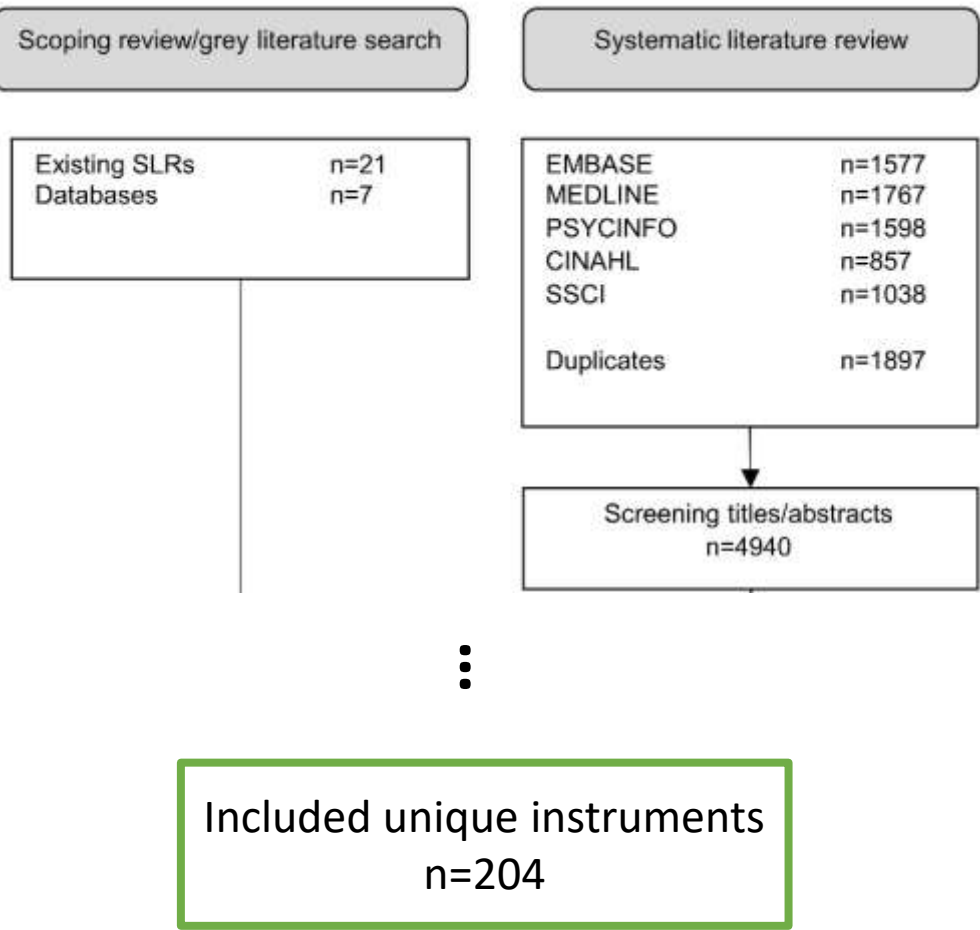 Scoping review/grey literature search
Systematic literature review
Existing SLRs n=21
Databases n=7
EMBASE n=1577
MEDLINE n=1767
PSYCINFO n=1598
CINAHL n=857
SSCI n=1038
Duplicates n=1897
Screening titles/abstracts
n=4940
Included unique instruments
n=204